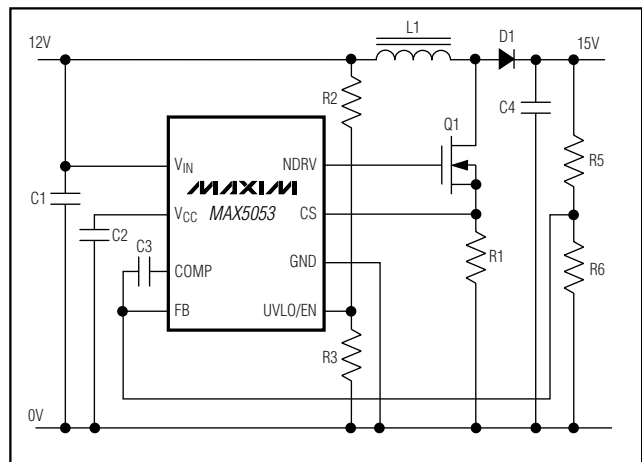 L1
D1
12V
15V
R2
C4
Q1
R5
VIN
NDRV
MAXIM
C1
MAX5053
VCC
CS
C2
C3
R1
COMP
GND
R6
FB
UVLO/EN
R3
0V